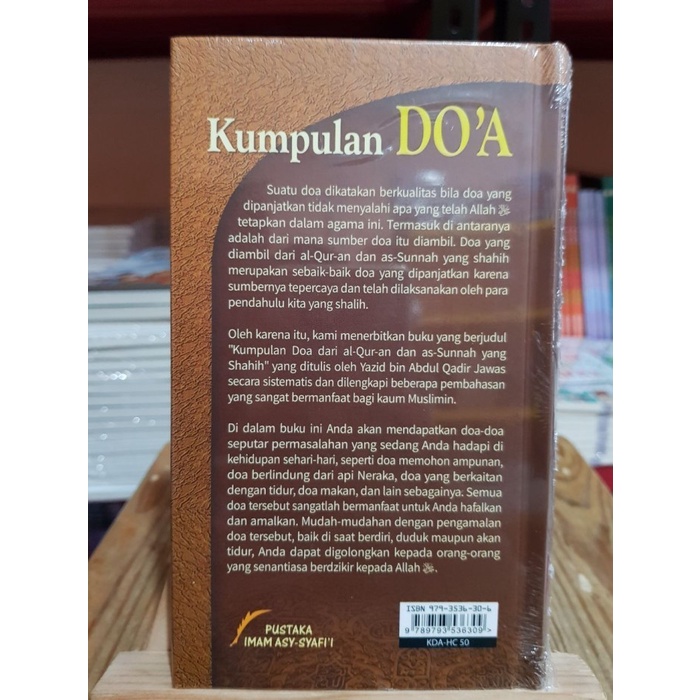 Kumpulan DO'A
Suatu doa dikatakan berkualitas bila doa yang
dipanjatkan tidak menyalahi apa yang telah Allah ﷻ
tetapkan dalam agama ini. Termasuk di antaranya
adalah dari mana sumber doa itu diambil. Doa yang
diambil dari al-Qur-an dan as-Sunnah yang shahih
merupakan sebaik-baik doa yang dipanjatkan karena
sumbernya tepercaya dan telah dilaksanakan oleh para
pendahulu kita yang shalih.
Oleh karena itu, kami menerbitkan buku yang berjudul
"Kumpulan Doa dari al-Qur-an dan as-Sunnah yang
Shahih" yang ditulis oleh Yazid bin Abdul Qadir Jawas
secara sistematis dan dilengkapi beberapa pembahasan
yang sangat bermanfaat bagi kaum Muslimin.
Di dalam buku ini Anda akan mendapatkan doa-doa
seputar permasalahan yang sedang Anda hadapi di
kehidupan sehari-hari, seperti doa memohon ampunan,
doa berlindung dari api Neraka, doa yang berkaitan
dengan tidur, doa makan, dan lain sebagainya. Semua
doa tersebut sangatlah bermanfaat untuk Anda hafalkan
dan amalkan. Mudah-mudahan dengan pengamalan
doa tersebut, baik di saat berdiri, duduk maupun akan
tidur, Anda dapat digolongkan kepada orang-orang
yang senantiasa berdzikir kepada Allah ﷻ.
PUSTAKA
IMAM ASY-SYAFI'I
ISBN 979-3536-30-6
9 789793 536309 >
KDA-HC 50